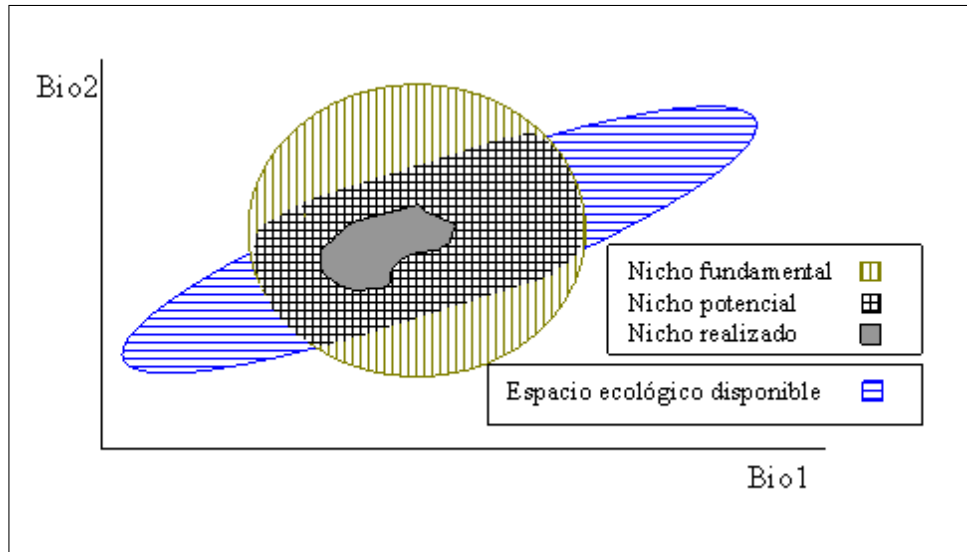 Bio2
Nicho fundamental
Nicho potencial
Nicho realizado
Espacio ecológico disponible
Bio1